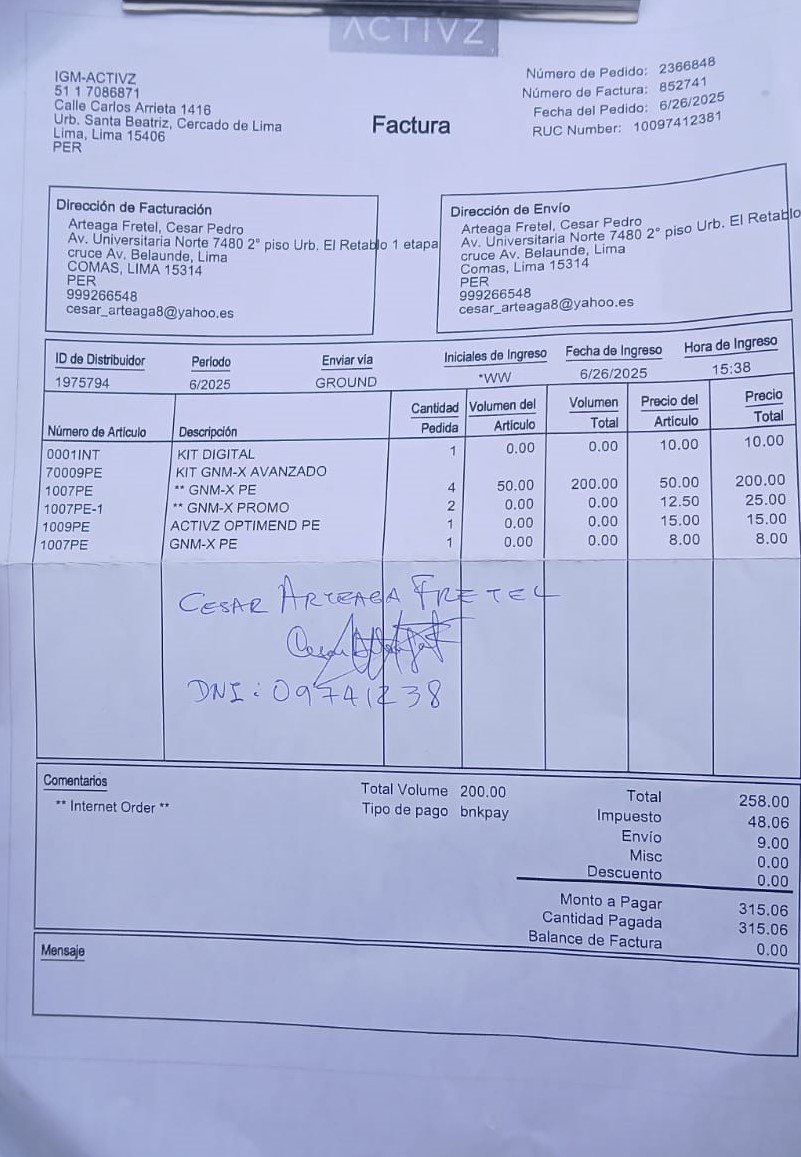 ACTIVZ
IGM-ACTIVZ
51 1 7086871
Calle Carlos Arrieta 1416
Urb. Santa Beatriz, Cercado de Lima
Lima, Lima 15406
PER
Factura
Número de Pedido: 2366848
Número de Factura: 852741
Fecha del Pedido: 6/26/2025
RUC Number: 10097412381
Dirección de Facturación
Arteaga Fretel, Cesar Pedro
Av. Universitaria Norte 7480 2° piso Urb. El Retablo 1 etapa
cruce Av. Belaunde, Lima
COMAS, LIMA 15314
PER
999266548
cesar_arteaga8@yahoo.es
Dirección de Envío
Arteaga Fretel, Cesar Pedro
Av. Universitaria Norte 7480 2° piso Urb. El Retablo
cruce Av. Belaunde, Lima
Comas, Lima 15314
PER
999266548
cesar_arteaga8@yahoo.es
ID de Distribuidor Periodo Enviar vía Iniciales de Ingreso Fecha de Ingreso Hora de Ingreso
1975794 6/2025 GROUND *WW 6/26/2025 15:38
Número de Artículo Descripción Cantidad Pedida Volumen del Artículo Volumen Total Precio del Artículo Precio Total
0001INT KIT DIGITAL 1 0.00 0.00 10.00 10.00
70009PE KIT GNM-X AVANZADO
1007PE ** GNM-X PE 4 50.00 200.00 50.00 200.00
1007PE-1 ** GNM-X PROMO 2 0.00 0.00 12.50 25.00
1009PE ACTIVZ OPTIMEND PE 1 0.00 0.00 15.00 15.00
1007PE GNM-X PE 1 0.00 0.00 8.00 8.00
CESAR ARTEAGA FRETEL
DNI: 09741238
Comentarios
** Internet Order **
Total Volume 200.00
Tipo de pago bnkpay
Total 258.00
Impuesto 48.06
Envío 9.00
Misc 0.00
Descuento 0.00
Monto a Pagar 315.06
Cantidad Pagada 315.06
Balance de Factura 0.00
Mensaje